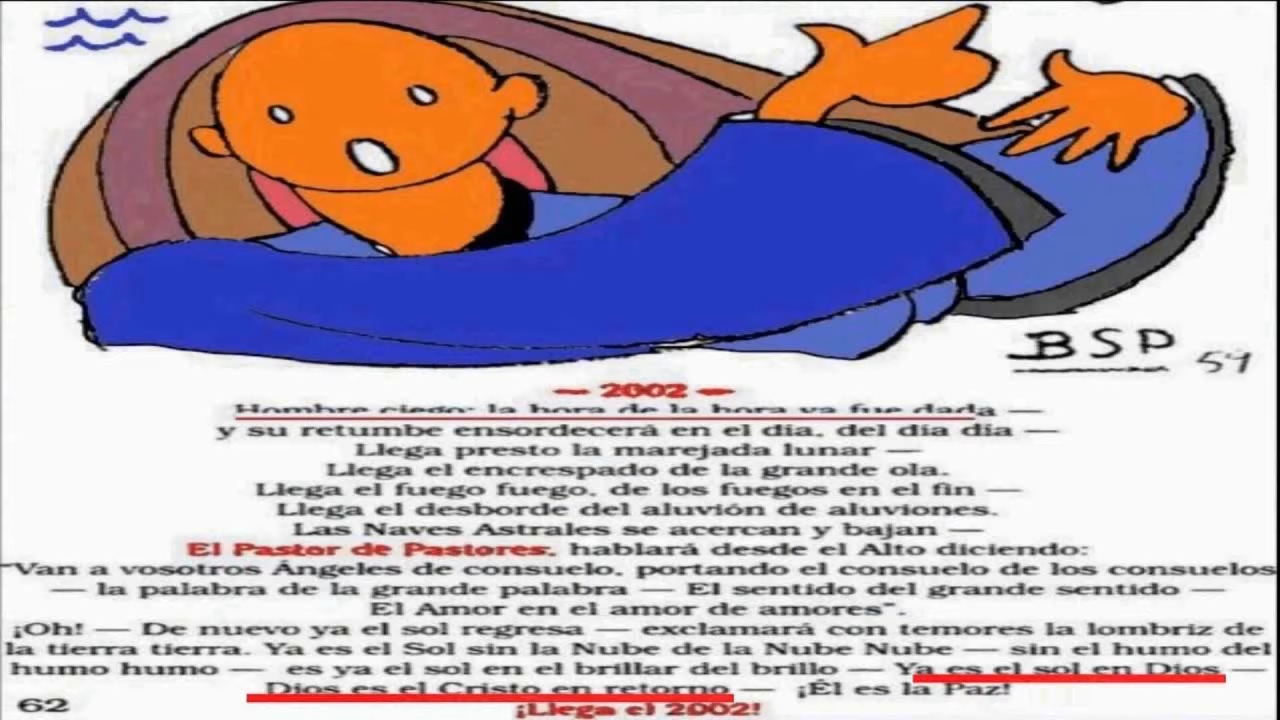 BSP 59
~ 2002 ~
Hombre ciego: la hora de la hora ya fue dada —
y su retumbe ensordecerá en el dia, del día dia —
Llega presto la marejada lunar —
Llega el encrespado de la grande ola.
Llega el fuego fuego, de los fuegos en el fin —
Llega el desborde del aluvión de aluviones.
Las Naves Astrales se acercan y bajan —
El Pastor de Pastores, hablará desde el Alto diciendo:
"Van a vosotros Ángeles de consuelo, portando el consuelo de los consuelos
— la palabra de la grande palabra — El sentido del grande sentido —
El Amor en el amor de amores".
¡Oh! — De nuevo ya el sol regresa — exclamará con temores la lombriz de
la tierra tierra. Ya es el Sol sin la Nube de la Nube Nube — sin el humo del
humo humo — es ya el sol en el brillar del brillo — Ya es el sol en Dios —
Dios es el Cristo en retorno — ¡Él es la Paz!
62
¡Llega el 2002!